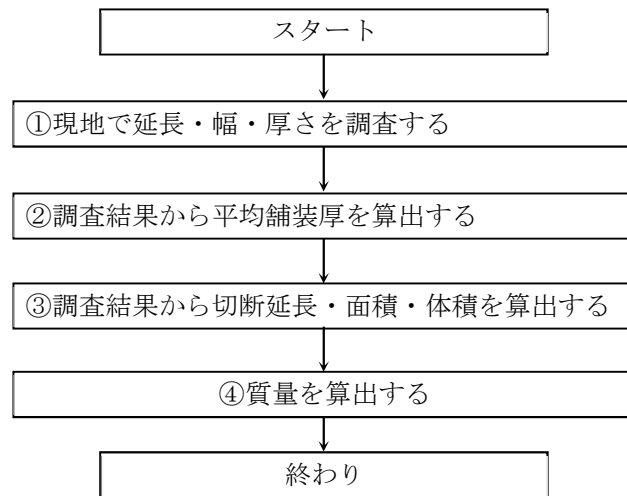 スタート
①現地で延長・幅・厚さを調査する
②調査結果から平均舗装厚を算出する
③調査結果から切断延長・面積・体積を算出する
④質量を算出する
終わり